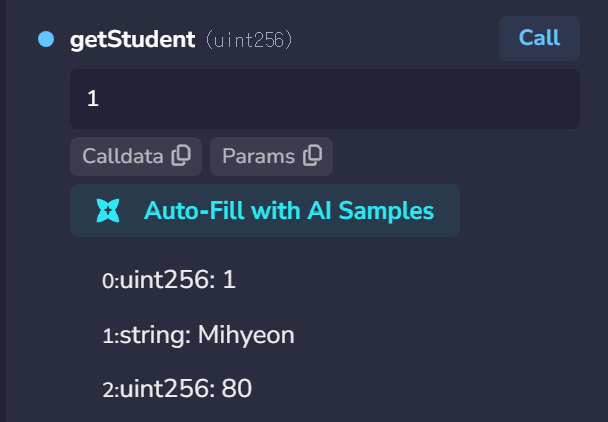 getStudent (uint256) Call
1
Calldata Params
Auto-Fill with AI Samples
0:uint256: 1
1:string: Mihyeon
2:uint256: 80